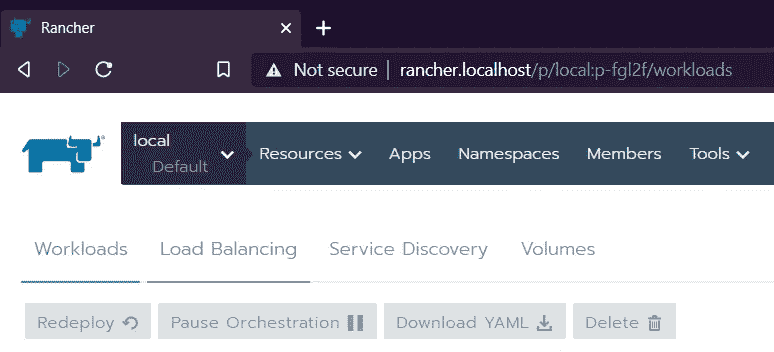 Rancher
Not secure rancher.localhost/p/local:p-fgl2f/workloads
local
Default
Resources Apps Namespaces Members Tools
Workloads Load Balancing Service Discovery Volumes
Redeploy Pause Orchestration Download YAML Delete